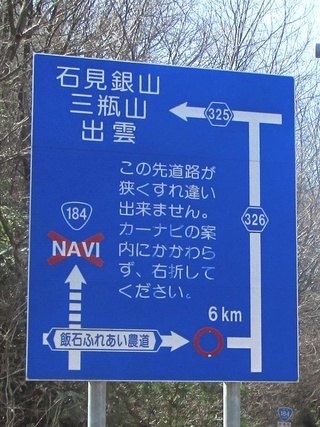 石見銀山
三瓶山
出雲
325
この先道路が
狭くすれ違い
出来ません。
カーナビの案
内にかかわら
ず、右折して
ください。
184
NAVI
326
6km
飯石ふれあい農道
184